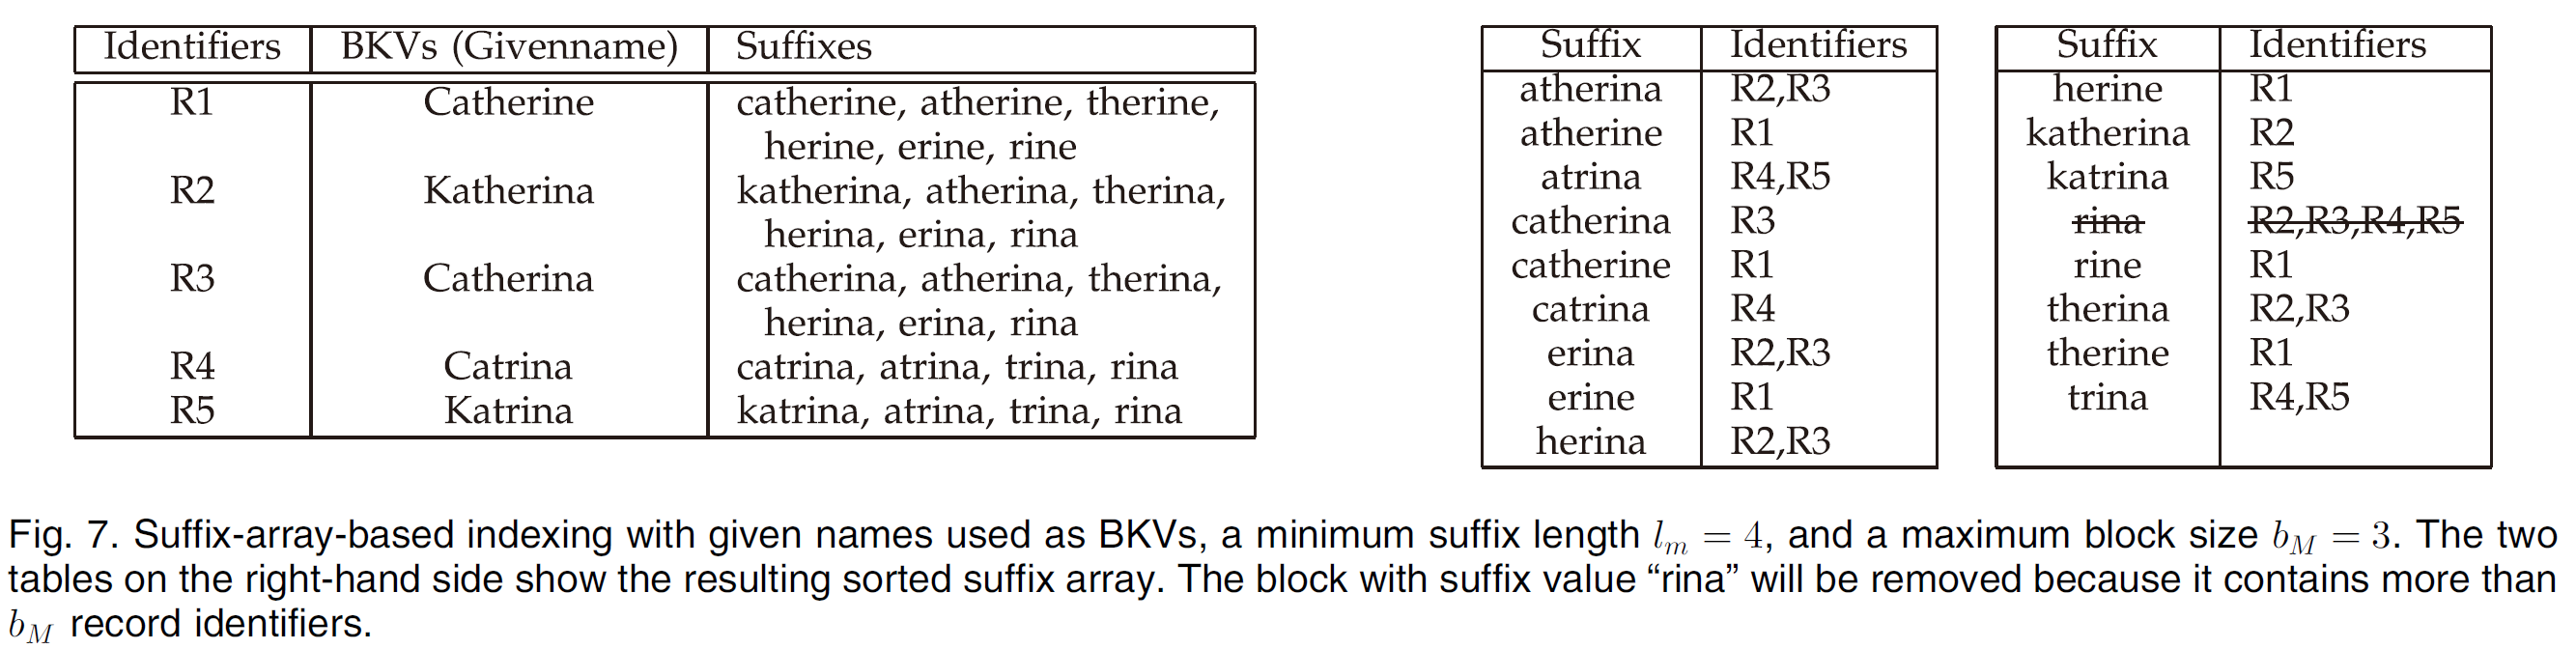 Identifiers BKVs (Givenname) Suffixes
R1 Catherine catherine, atherine, therine,
herine, erine, rine
R2 Katherina katherina, atherina, therina,
herina, erina, rina
R3 Catherina catherina, atherina, therina,
herina, erina, rina
R4 Catrina catrina, atrina, trina, rina
R5 Katrina katrina, atrina, trina, rina
Suffix Identifiers
atherina R2,R3
atherine R1
atrina R4,R5
catherina R3
catherine R1
catrina R4
erina R2,R3
erine R1
herina R2,R3
Suffix Identifiers
herine R1
katherina R2
katrina R5
rina R2,R3,R4,R5
rine R1
therina R2,R3
therine R1
trina R4,R5
Fig. 7. Suffix-array-based indexing with given names used as BKVs, a minimum suffix length l_m = 4, and a maximum block size b_M = 3. The two
tables on the right-hand side show the resulting sorted suffix array. The block with suffix value “rina” will be removed because it contains more than
b_M record identifiers.